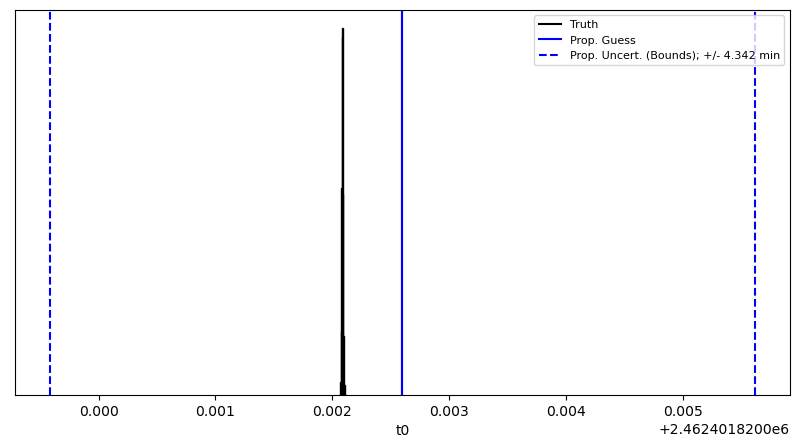 Truth
Prop. Guess
Prop. Uncert. (Bounds); +/- 4.342 min
0.000 0.001 0.002 0.003 0.004 0.005
t0
+2.4624018200e6